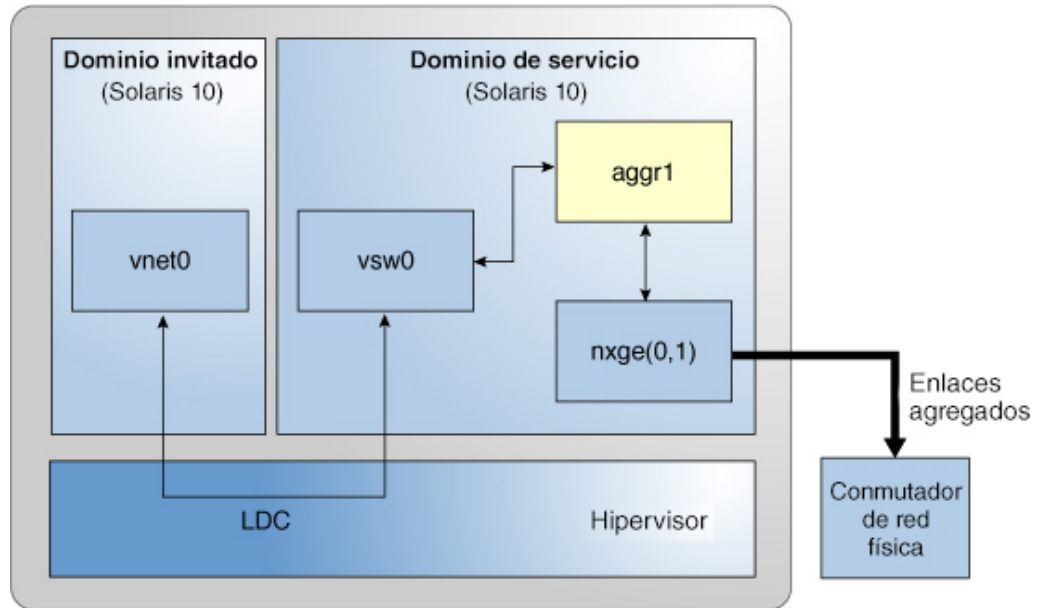 Dominio invitado
(Solaris 10)
Dominio de servicio
(Solaris 10)
aggr1
vnet0
vsw0
nxge(0,1)
Enlaces
agregados
LDC
Hipervisor
Conmutador
de red
física